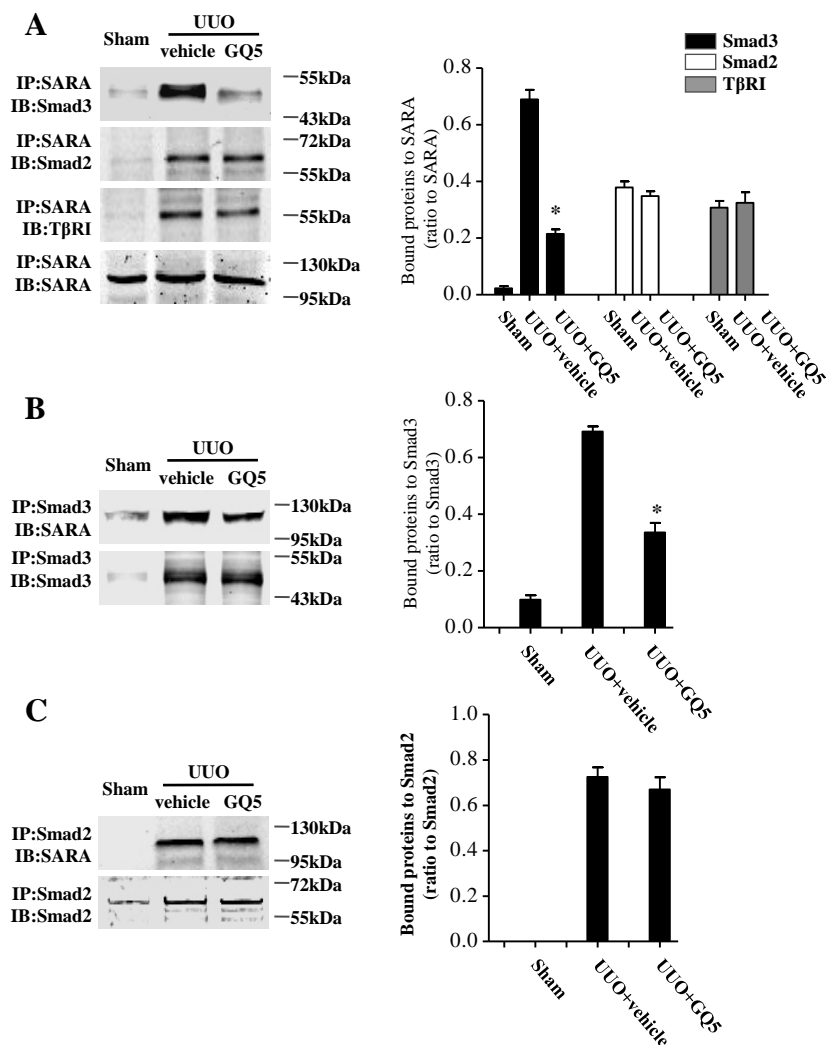 A
UUO
Sham
vehicle GQ5
IP:SARA
IB:Smad3
55kDa
43kDa
IP:SARA
IB:Smad2
72kDa
55kDa
IP:SARA
IB:TβRI
55kDa
IP:SARA
IB:SARA
130kDa
95kDa
Smad3
Smad2
TβRI
Bound proteins to SARA
(ratio to SARA)
0.8
0.6
0.4
0.2
0.0
*
Sham
UUO+vehicle
UUO+GQ5
Sham
UUO+vehicle
UUO+GQ5
Sham
UUO+vehicle
UUO+GQ5
B
UUO
Sham
vehicle GQ5
IP:Smad3
IB:SARA
130kDa
95kDa
IP:Smad3
IB:Smad3
55kDa
43kDa
Bound proteins to Smad3
(ratio to Smad3)
0.8
0.6
0.4
0.2
0.0
*
Sham
UUO+vehicle
UUO+GQ5
C
UUO
Sham
vehicle GQ5
IP:Smad2
IB:SARA
130kDa
95kDa
IP:Smad2
IB:Smad2
72kDa
55kDa
Bound proteins to Smad2
(ratio to Smad2)
1.0
0.8
0.6
0.4
0.2
0.0
Sham
UUO+vehicle
UUO+GQ5